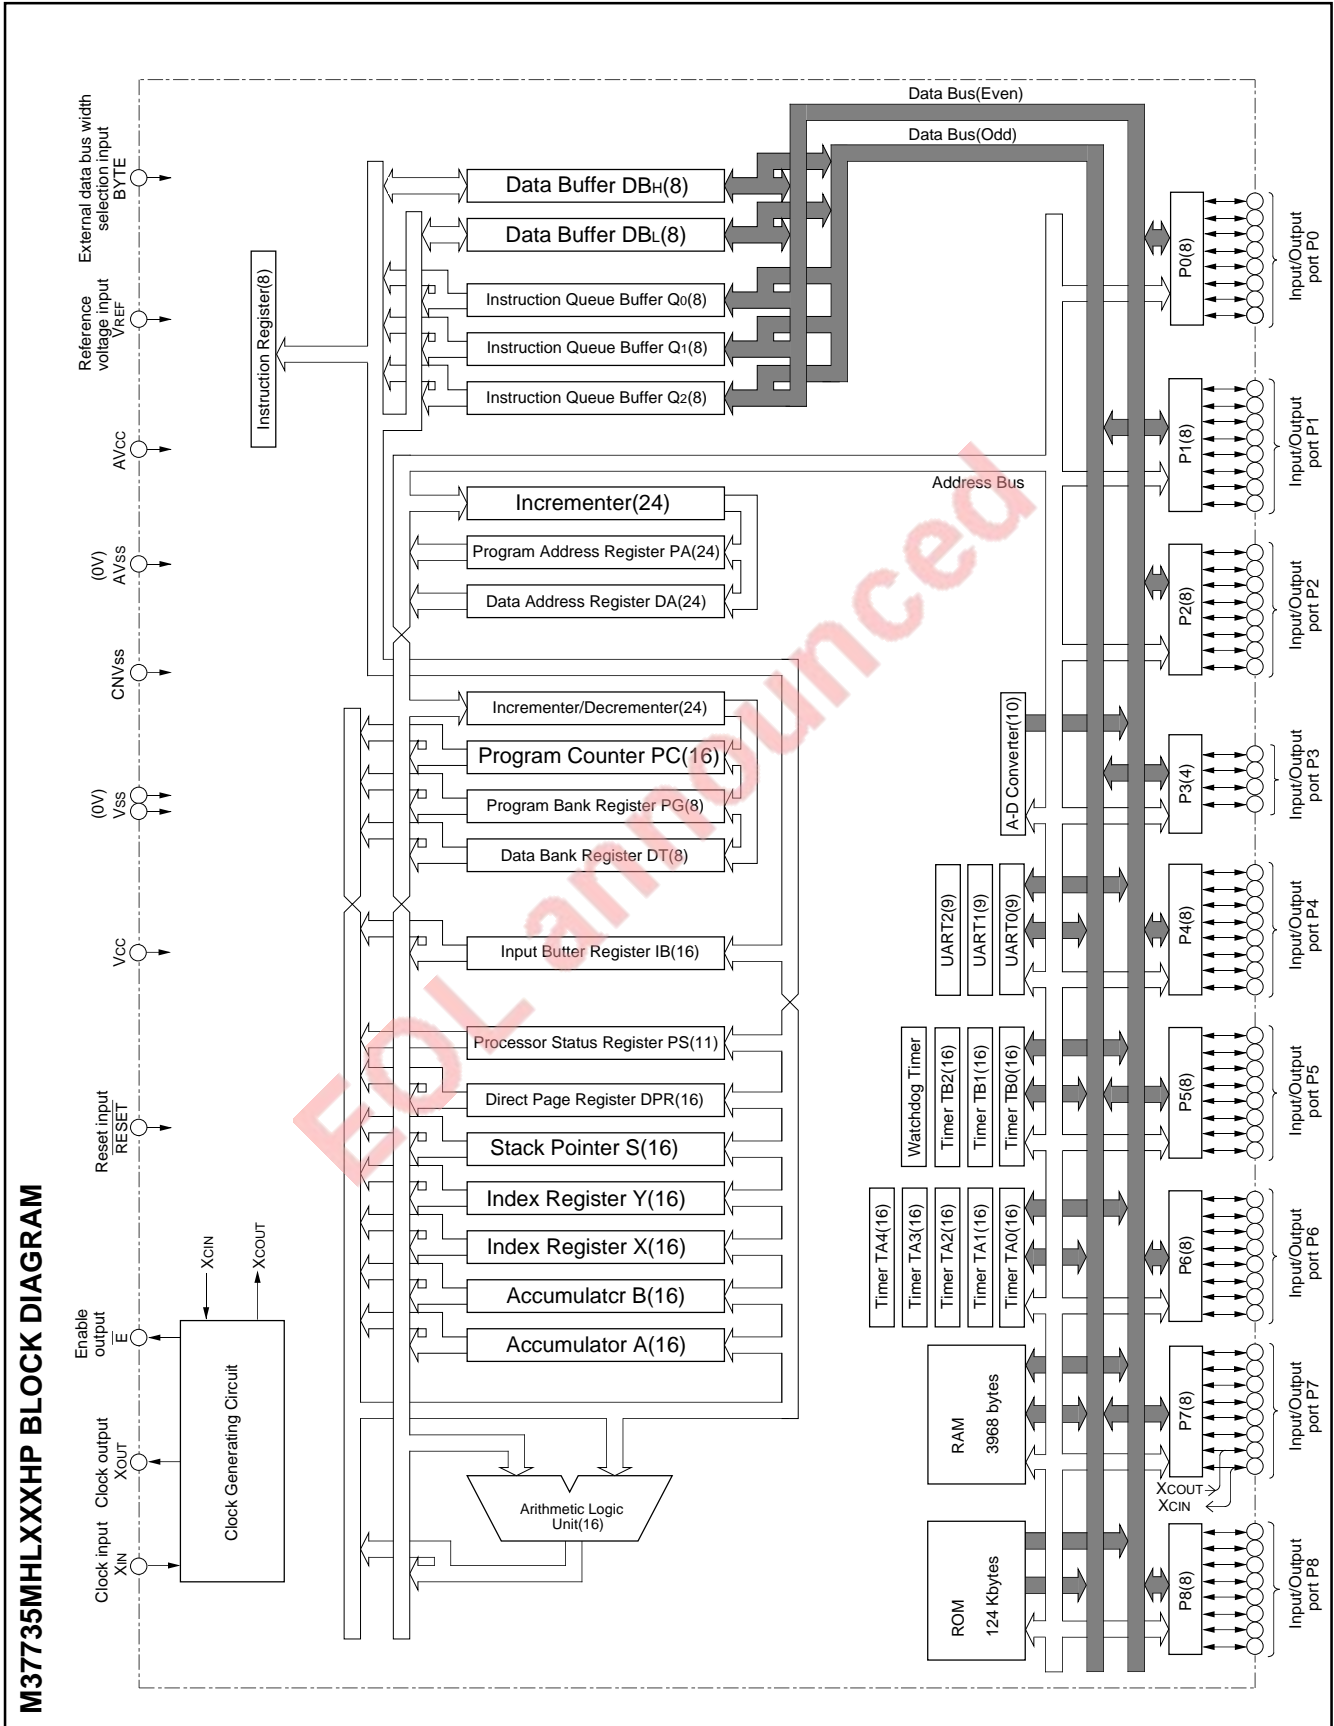 M37735MHLXXXHP BLOCK DIAGRAM
Clock input
XIN
Clock output
XOUT
Enable
output
E
Reset input
RESET
VCC
(0V)
VSS
CNVSS
(0V)
AVSS
AVCC
Reference
voltage input
VREF
External data bus width
selection input
BYTE
Clock Generating Circuit
XCIN
XCOUT
Instruction Register(8)
Data Bus(Even)
Data Bus(Odd)
Data Buffer DBH(8)
Data Buffer DBL(8)
Instruction Queue Buffer Q0(8)
Instruction Queue Buffer Q1(8)
Instruction Queue Buffer Q2(8)
Address Bus
Incrementer(24)
Program Address Register PA(24)
Data Address Register DA(24)
Incrementer/Decrementer(24)
Program Counter PC(16)
Program Bank Register PG(8)
Data Bank Register DT(8)
Input Butter Register IB(16)
Processor Status Register PS(11)
Direct Page Register DPR(16)
Stack Pointer S(16)
Index Register Y(16)
Index Register X(16)
Accumulatcr B(16)
Accumulator A(16)
Arithmetic Logic
Unit(16)
A-D Converter(10)
UART2(9)
UART1(9)
UART0(9)
Watchdog Timer
Timer TB2(16)
Timer TB1(16)
Timer TB0(16)
Timer TA4(16)
Timer TA3(16)
Timer TA2(16)
Timer TA1(16)
Timer TA0(16)
RAM
3968 bytes
ROM
124 Kbytes
P0(8)
Input/Output
port P0
P1(8)
Input/Output
port P1
P2(8)
Input/Output
port P2
P3(4)
Input/Output
port P3
P4(8)
Input/Output
port P4
P5(8)
Input/Output
port P5
P6(8)
Input/Output
port P6
P7(8)
Input/Output
port P7
XCOUT
XCIN
P8(8)
Input/Output
port P8
EOL announced